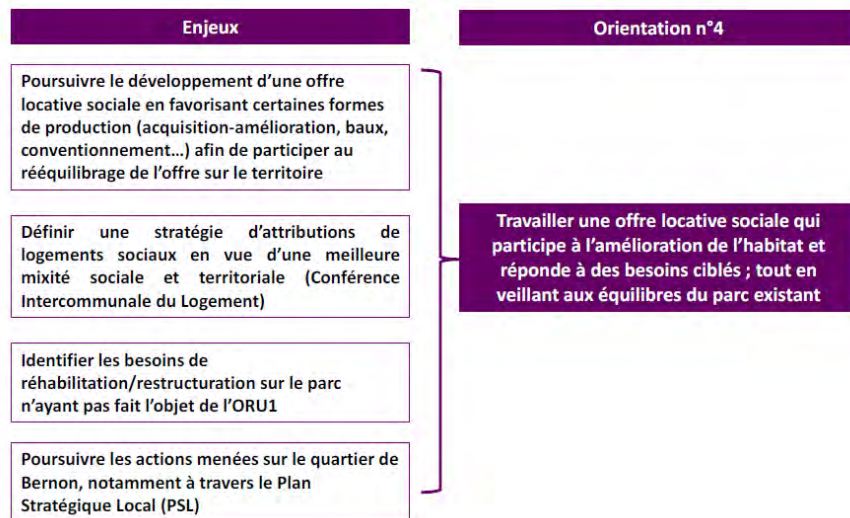 Enjeux
Orientation n°4
Poursuivre le développement d'une offre
locative sociale en favorisant certaines formes
de production (acquisition-amélioration, baux,
conventionnement…) afin de participer au
rééquilibrage de l'offre sur le territoire
Définir une stratégie d'attributions de
logements sociaux en vue d'une meilleure
mixité sociale et territoriale (Conférence
Intercommunale du Logement)
Identifier les besoins de
réhabilitation/restructuration sur le parc
n'ayant pas fait l'objet de l'ORU1
Poursuivre les actions menées sur le quartier de
Bernon, notamment à travers le Plan
Stratégique Local (PSL)
Travailler une offre locative sociale qui
participe à l'amélioration de l'habitat et
réponde à des besoins ciblés ; tout en
veillant aux équilibres du parc existant